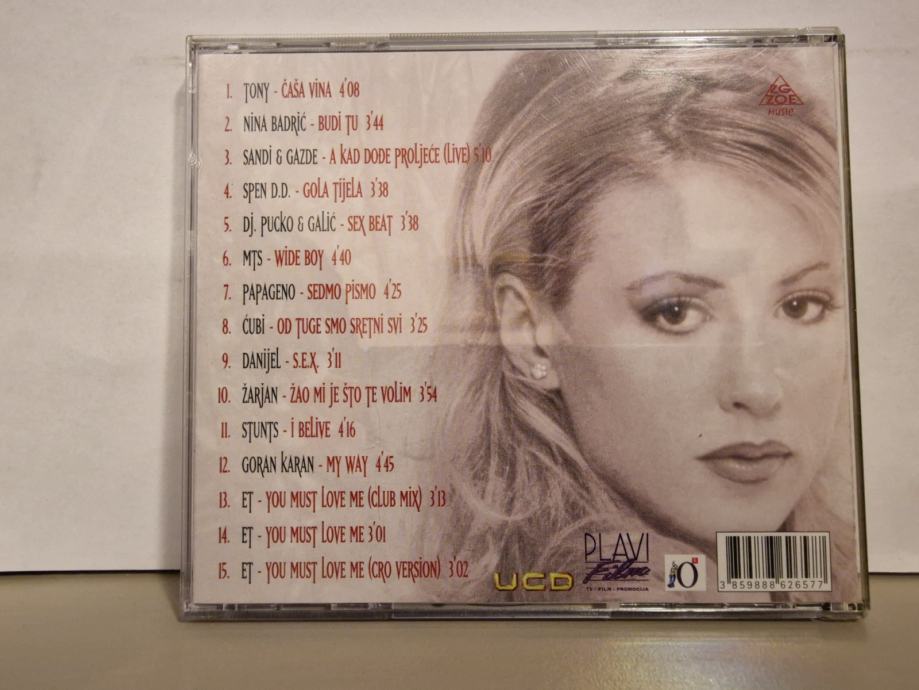 1. TONY - ČAŠA VINA 4'08
2. NINA BADRIĆ - BUDI TU 3'44
3. SANDI & GAZDE - A KAD DOĐE PROLJEĆE (LIVE) 5'10
4. SPEN D.D. - GOLA TIJELA 3'38
5. DJ. PUCKO & GALIĆ - SEX BEAT 3'38
6. MTS - WIDE BOY 4'40
7. PAPAGENO - SEDMO PISMO 4'25
8. ĆUBI - OD TUGE SMO SRETNI SVI 3'25
9. DANIJEL - S.E.X. 3'11
10. ŽARJAN - ŽAO MI JE ŠTO TE VOLIM 3'54
11. STUNTS - I BELIVE 4'16
12. GORAN KARAN - MY WAY 4'45
13. ET - YOU MUST LOVE ME (CLUB MIX) 3'13
14. ET - YOU MUST LOVE ME 3'01
15. ET - YOU MUST LOVE ME (CRO VERSION) 3'02
ZG
ZOE
MUSIC
UCD
PLAVI
Film
TV - FILM - PROMOCIJA
3 859888 626577